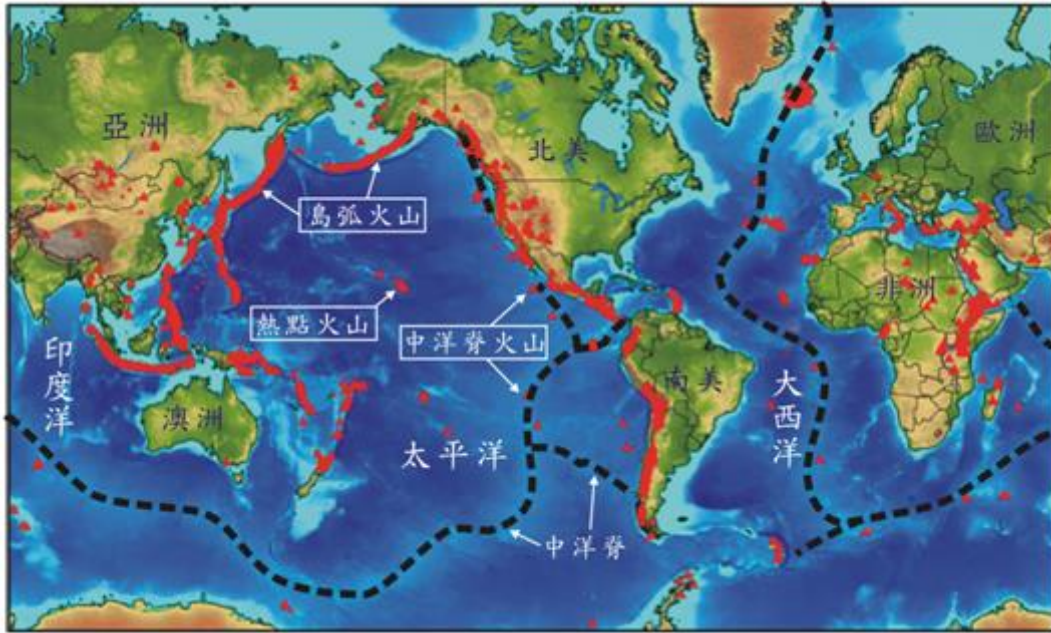 亞洲
北美
歐洲
島弧火山
熱點火山
中洋脊火山
非洲
印度洋
澳洲
太平洋
南美
大西洋
中洋脊